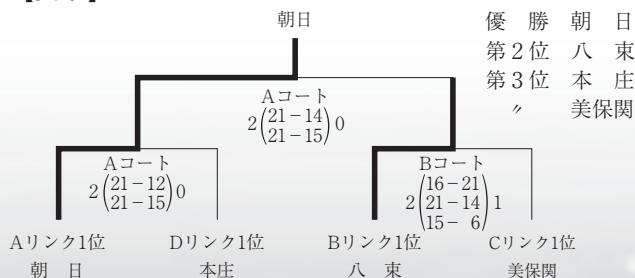 朝日
優　勝　朝　日
第2位　八　束
第3位　本　庄
〃　美保関
Aコート
2(21－14 21－15)0
Aコート
2(21－12 21－15)0
Bコート
2(16－21 21－14 15－ 6)1
Aリンク1位　Dリンク1位　Bリンク1位　Cリンク1位
朝　日　本庄　八　束　美保関